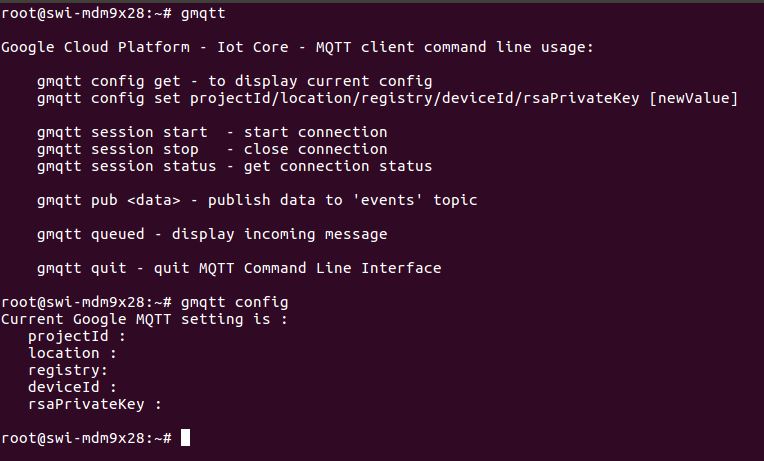 root@swi-mdm9x28:~# gmqtt
Google Cloud Platform - Iot Core - MQTT client command line usage:
gmqtt config get - to display current config
gmqtt config set projectId/location/registry/deviceId/rsaPrivateKey [newValue]
gmqtt session start  - start connection
gmqtt session stop   - close connection
gmqtt session status - get connection status
gmqtt pub <data> - publish data to 'events' topic
gmqtt queued - display incoming message
gmqtt quit - quit MQTT Command Line Interface
root@swi-mdm9x28:~# gmqtt config
Current Google MQTT setting is :
projectId :
location :
registry:
deviceId :
rsaPrivateKey :
root@swi-mdm9x28:~#